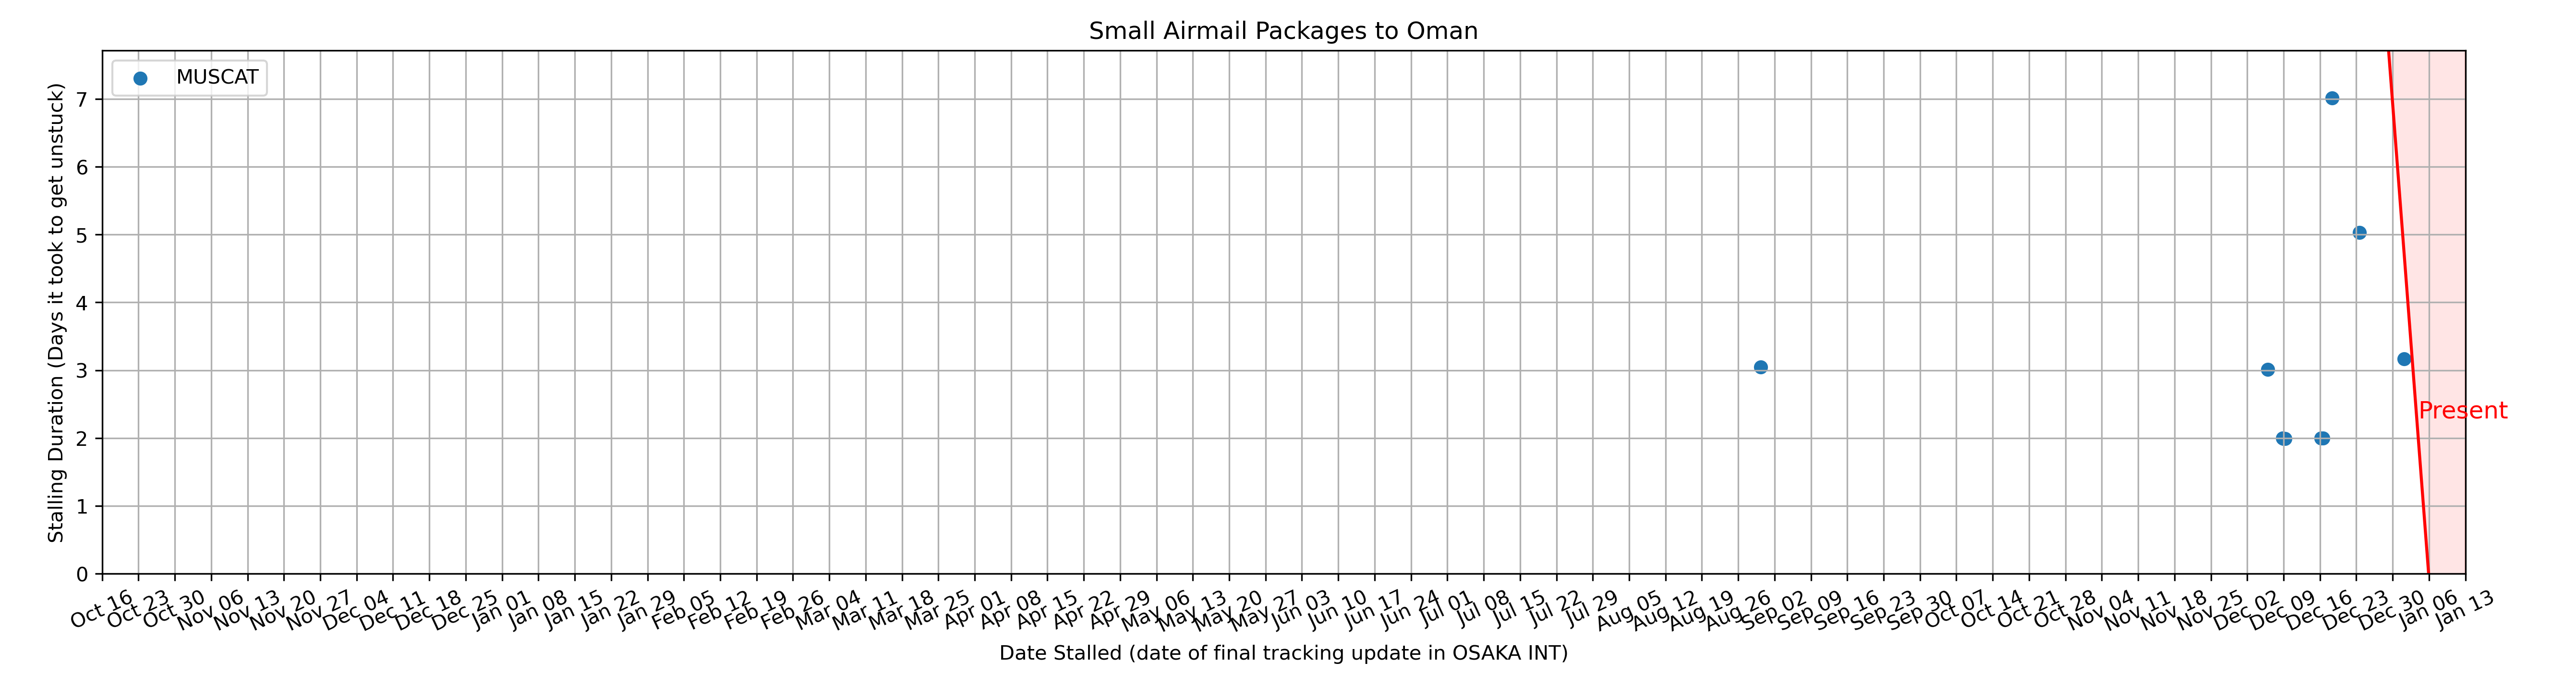 Small Airmail Packages to Oman
MUSCAT
Stalling Duration (Days it took to get unstuck)
7
6
5
4
3
2
1
0
Present
Oct 16
Oct 23
Oct 30
Nov 06
Nov 13
Nov 20
Nov 27
Dec 04
Dec 11
Dec 18
Dec 25
Jan 01
Jan 08
Jan 15
Jan 22
Jan 29
Feb 05
Feb 12
Feb 19
Feb 26
Mar 04
Mar 11
Mar 18
Mar 25
Apr 01
Apr 08
Apr 15
Apr 22
Apr 29
May 06
May 13
May 20
May 27
Jun 03
Jun 10
Jun 17
Jun 24
Jul 01
Jul 08
Jul 15
Jul 22
Jul 29
Aug 05
Aug 12
Aug 19
Aug 26
Sep 02
Sep 09
Sep 16
Sep 23
Sep 30
Oct 07
Oct 14
Oct 21
Oct 28
Nov 04
Nov 11
Nov 18
Nov 25
Dec 02
Dec 09
Dec 16
Dec 23
Dec 30
Jan 06
Jan 13
Date Stalled (date of final tracking update in OSAKA INT)